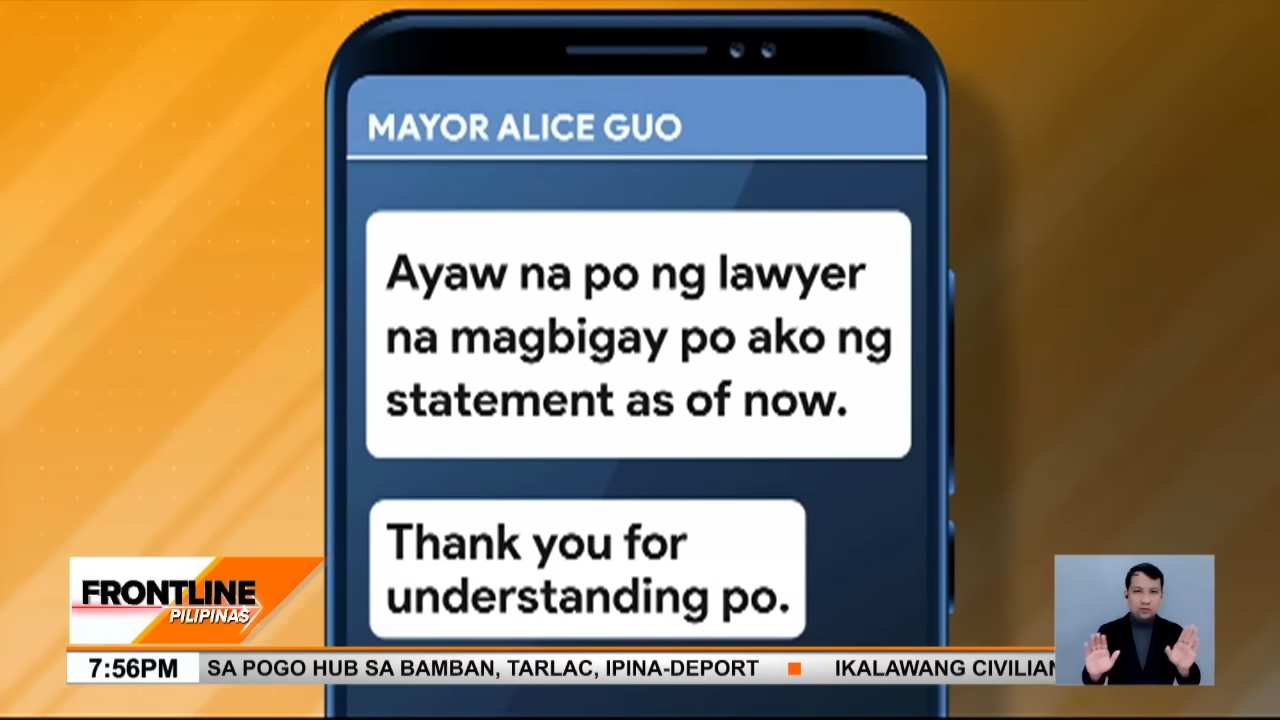 MAYOR ALICE GUO
Ayaw na po ng lawyer
na magbigay po ako ng
statement as of now.
Thank you for
understanding po.
FRONTLINE
PILIPINAS
7:56PM SA POGO HUB SA BAMBAN, TARLAC, IPINA-DEPORT ■ IKALAWANG CIVILIAN